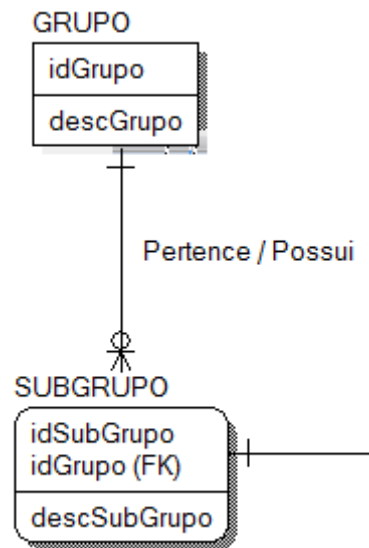 GRUPO
idGrupo
descGrupo
Pertence / Possui
SUBGRUPO
idSubGrupo
idGrupo (FK)
descSubGrupo